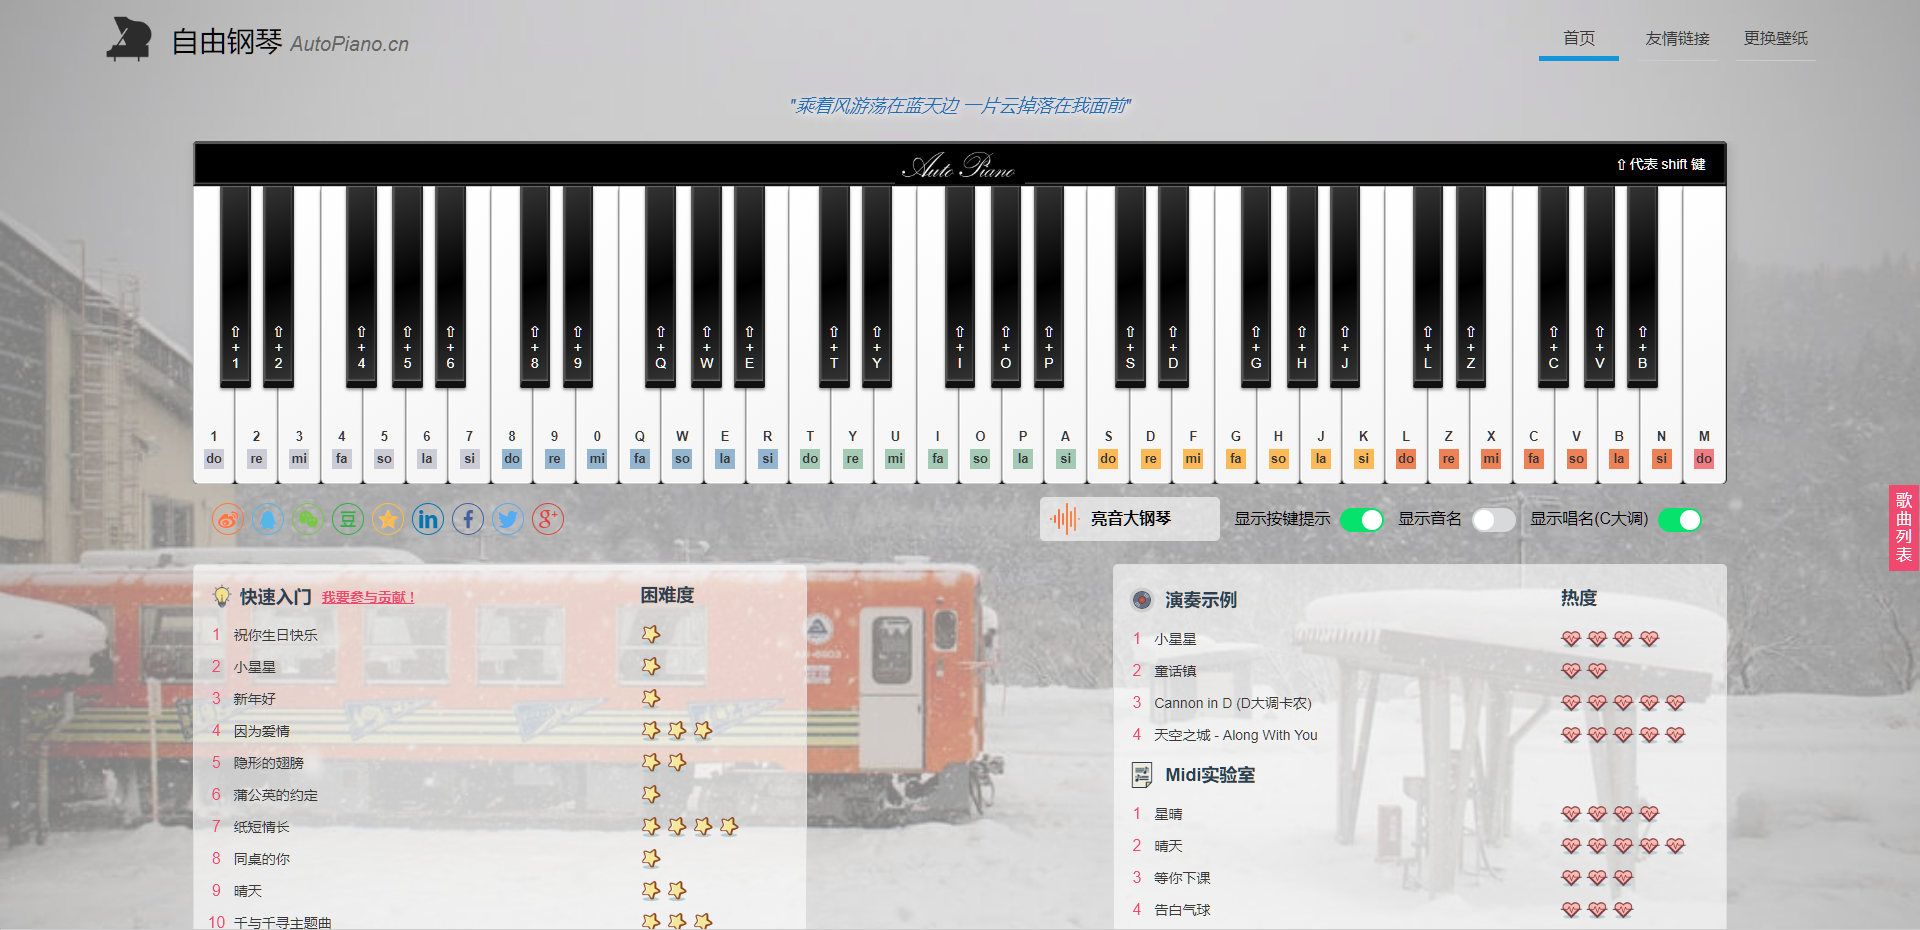 自由钢琴 AutoPiano.cn
首页 友情链接 更换壁纸
"乘着风游荡在蓝天边 一片云掉落在我面前"
Auto Piano
⇧代表 shift 键
⇧ ⇧ ⇧ ⇧ ⇧ ⇧ ⇧ ⇧ ⇧ ⇧ ⇧ ⇧ ⇧ ⇧ ⇧ ⇧ ⇧ ⇧ ⇧ ⇧ ⇧ ⇧ ⇧ ⇧ ⇧
+ + + + + + + + + + + + + + + + + + + + + + + + +
1 2 4 5 6 8 9 Q W E T Y I O P S D G H J L Z C V B
1 2 3 4 5 6 7 8 9 0 Q W E R T Y U I O P A S D F G H J K L Z X C V B N M
do re mi fa so la si do re mi fa so la si do re mi fa so la si do re mi fa so la si do re mi fa so la si do
豆 in f g+
亮音大钢琴 显示按键提示 显示音名 显示唱名(C大调)
歌曲列表
快速入门 我要参与贡献！ 困难度
1 祝你生日快乐
2 小星星
3 新年好
4 因为爱情
5 隐形的翅膀
6 蒲公英的约定
7 纸短情长
8 同桌的你
9 晴天
10 千与千寻主题曲
演奏示例 热度
1 小星星
2 童话镇
3 Cannon in D (D大调卡农)
4 天空之城 - Along With You
Midi实验室
1 星晴
2 晴天
3 等你下课
4 告白气球